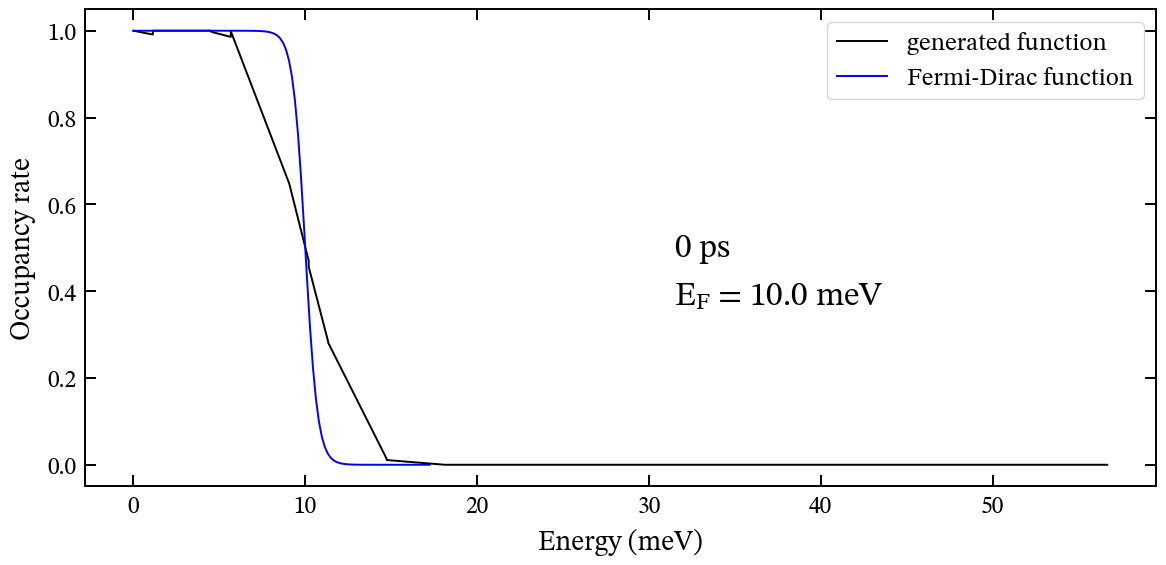 generated function
Fermi-Dirac function
1.0
0.8
0.6
0.4
0.2
0.0
Occupancy rate
0 ps
E_F = 10.0 meV
0 10 20 30 40 50
Energy (meV)